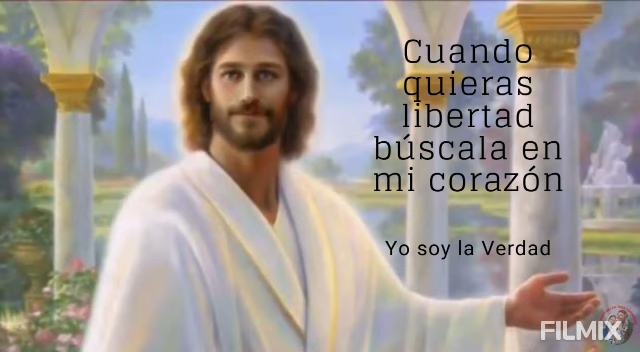 Cuando
quieras
libertad
búscala en
mi corazón
Yo soy la Verdad
FILMIX